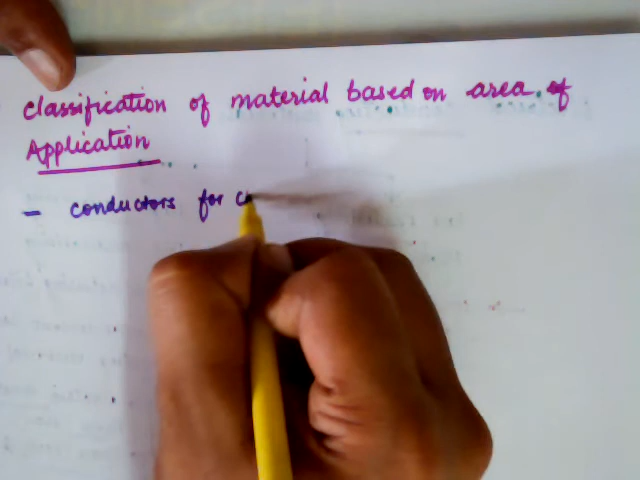 classification of material based on area of
Application
- conductors for c